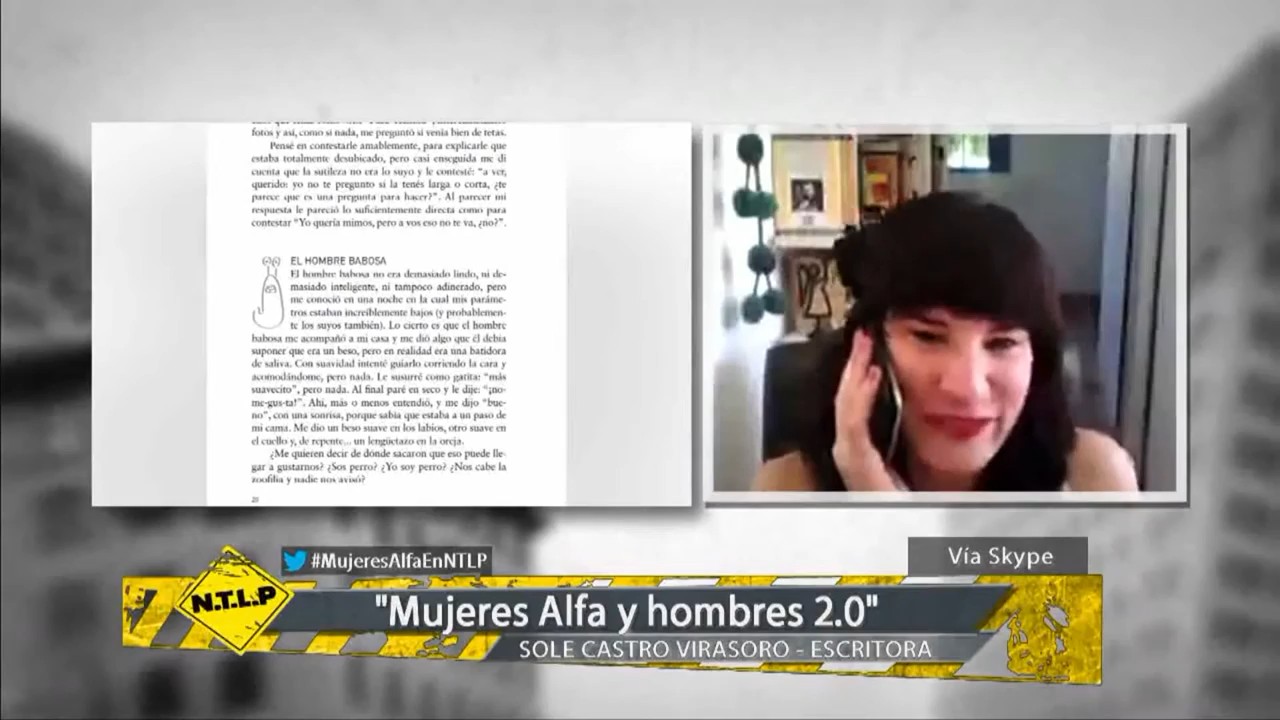 fotos y así, como si nada, me preguntó si venía bien de tetas.
Pensé en contestarle amablemente, para explicarle que
estaba totalmente desubicado, pero casi enseguida me di
cuenta que la sutileza no era lo suyo y le contesté: “a ver,
querido: yo no te pregunto si la tenés larga o corta, ¿te
parece que es una pregunta para hacer?”. Al parecer mi
respuesta le pareció lo suficientemente directa como para
contestar “Yo quería mimos, pero a vos eso no te va, ¿no?”.
EL HOMBRE BABOSA
El hombre babosa no era demasiado lindo, ni de-
masiado inteligente, ni tampoco adinerado, pero
me conoció en una noche en la cual mis paráme-
tros estaban increíblemente bajos (y probablemen-
te los suyos también). Lo cierto es que el hombre
babosa me acompañó a mi casa y me dió algo que él debía
suponer que era un beso, pero en realidad era una batidora
de saliva. Con suavidad intenté guiarlo corriendo la cara y
acomodándome, pero nada. Le susurré como gatita: “más
suavecito”, pero nada. Al final paré en seco y le dije: “¡no-
me-gus-ta!”. Ahí, más o menos entendió, y me dijo “bue-
no”, con una sonrisa, porque sabía que estaba a un paso de
mi cama. Me dio un beso suave en los labios, otro suave en
el cuello y, de repente... un lengüetazo en la oreja.
¿Me quieren decir de dónde sacaron que eso puede lle-
gar a gustarnos? ¿Sos perro? ¿Yo soy perro? ¿Nos cabe la
zoofilia y nadie nos avisó?
#MujeresAlfaEnNTLP
Vía Skype
N.T.L.P
"Mujeres Alfa y hombres 2.0"
SOLE CASTRO VIRASORO - ESCRITORA